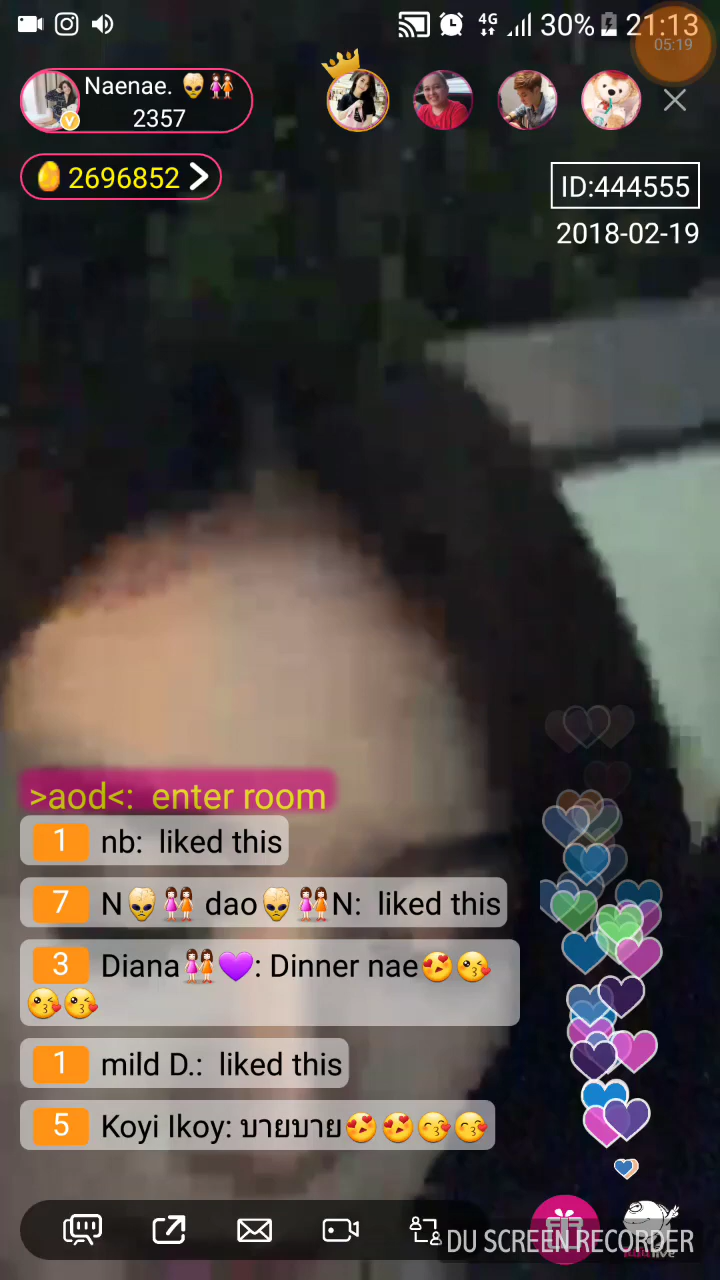 4G 30% 21:13
05:19
Naenae. 👽👭
2357
2696852
ID:444555
2018-02-19
>aod<: enter room
1 nb: liked this
7 N👽👭 dao👽👭N: liked this
3 Diana👭💜: Dinner nae😍😘
😘😘
1 mild D.: liked this
5 Koyi Ikoy: บายบาย😍😍😙😙
DU SCREEN RECORDER
live